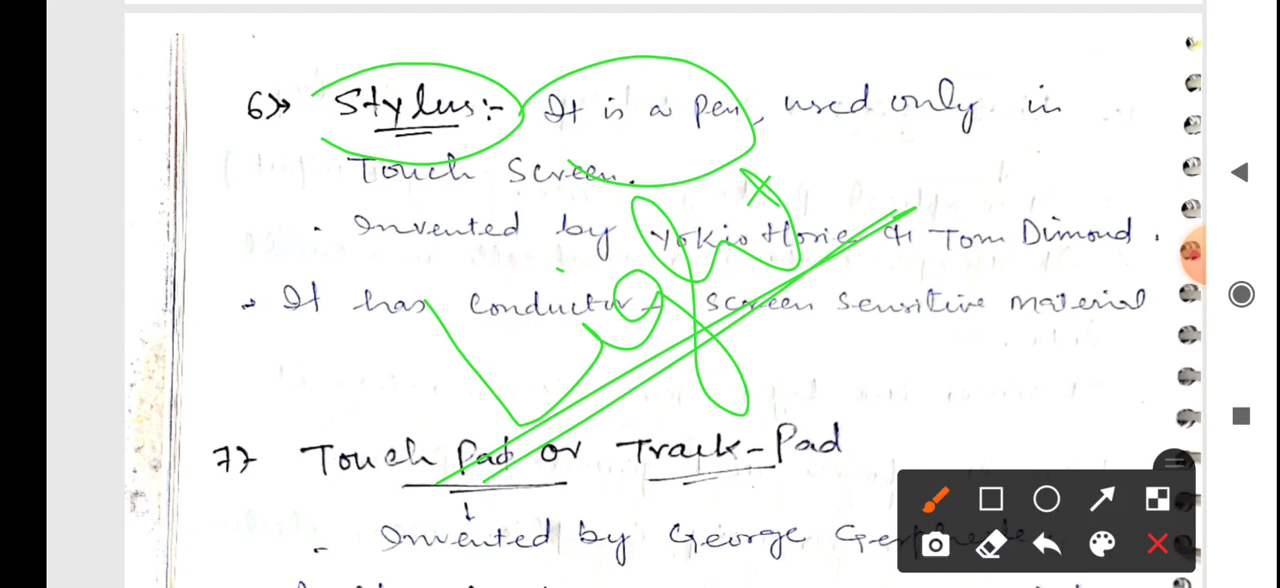 6) Stylus:- It is a Pen, used only in
Touch Screen.
. Invented by Yokio Horie & Tom Dimond.
It has Conductor & Screen Sensitive Material
Light
7) Touch Pad or Track-Pad
- Invented by George